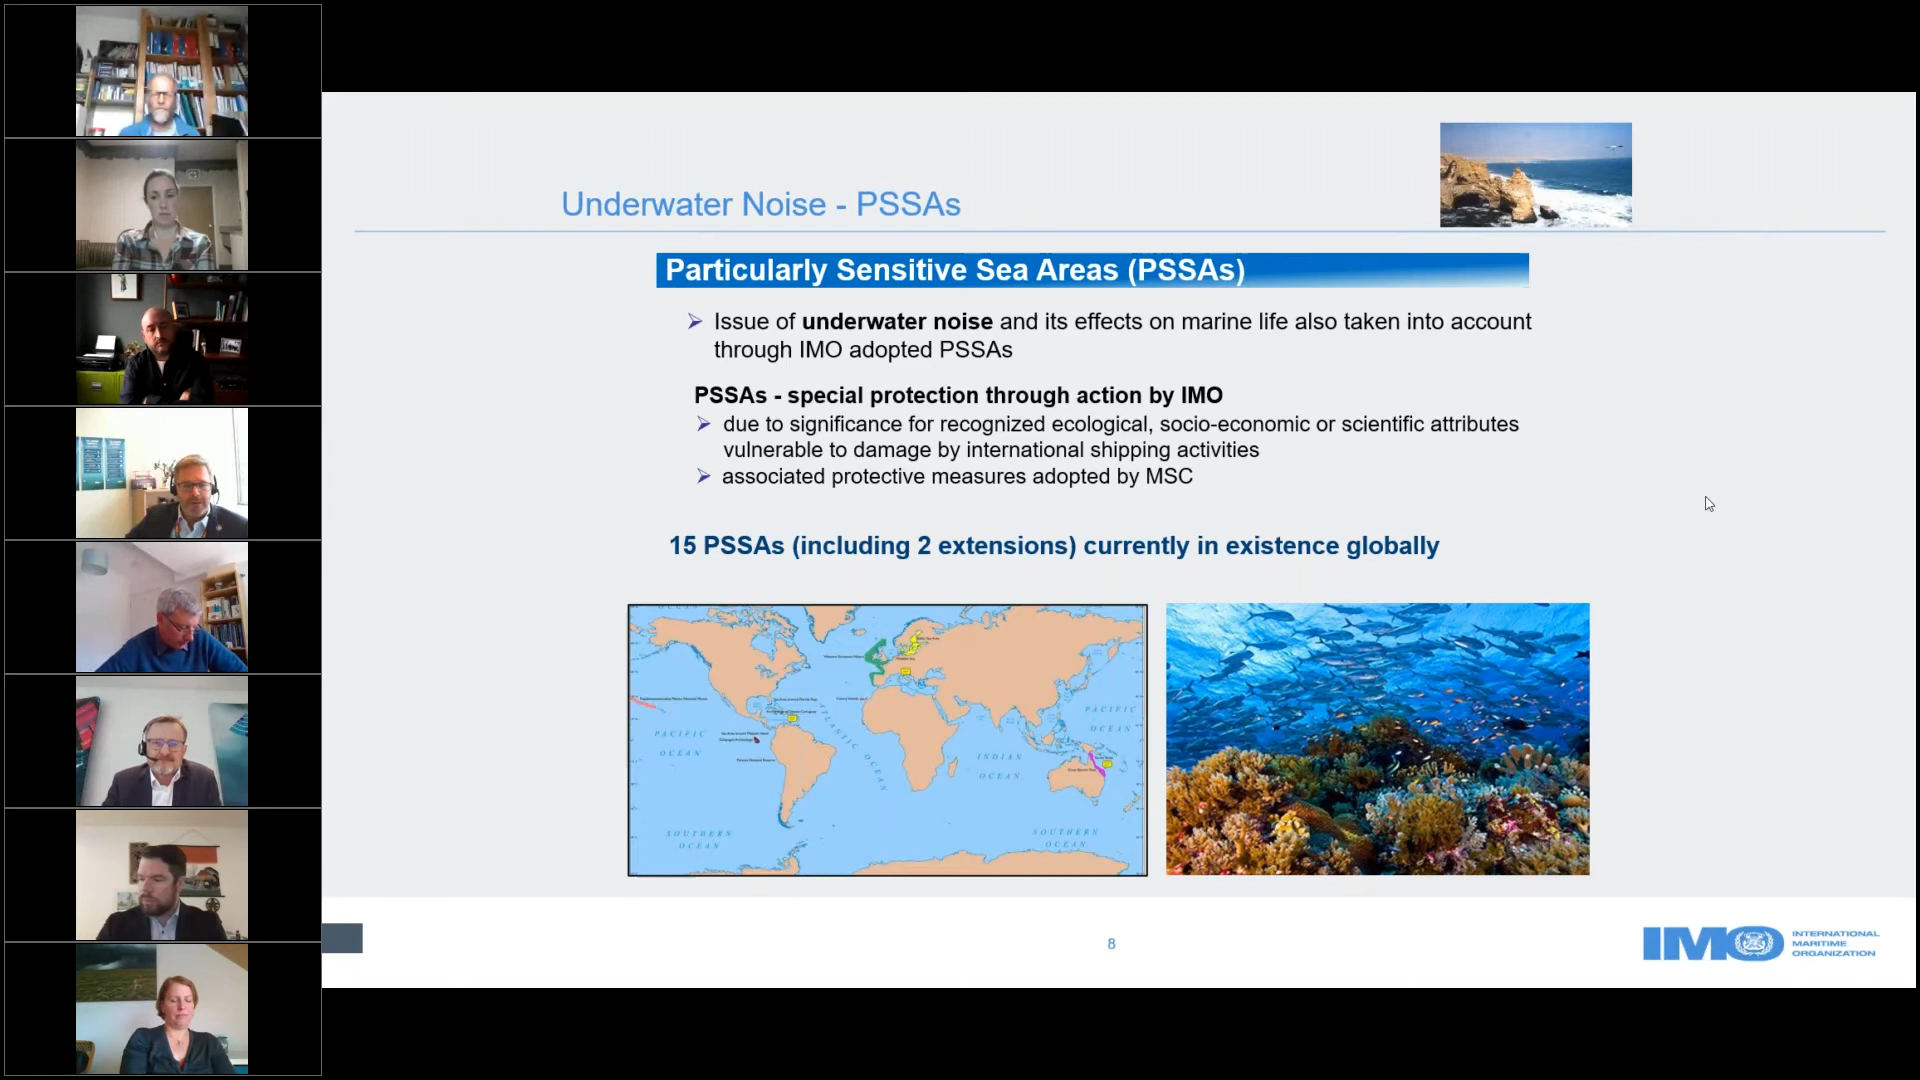 Underwater Noise - PSSAs
Particularly Sensitive Sea Areas (PSSAs)
Issue of underwater noise and its effects on marine life also taken into account
through IMO adopted PSSAs
PSSAs - special protection through action by IMO
due to significance for recognized ecological, socio-economic or scientific attributes
vulnerable to damage by international shipping activities
associated protective measures adopted by MSC
15 PSSAs (including 2 extensions) currently in existence globally
PACIFIC
OCEAN
ATLANTIC OCEAN
INDIAN
OCEAN
PACIFIC
OCEAN
SOUTHERN
OCEAN
SOUTHERN
OCEAN
8
IMO
INTERNATIONAL
MARITIME
ORGANIZATION